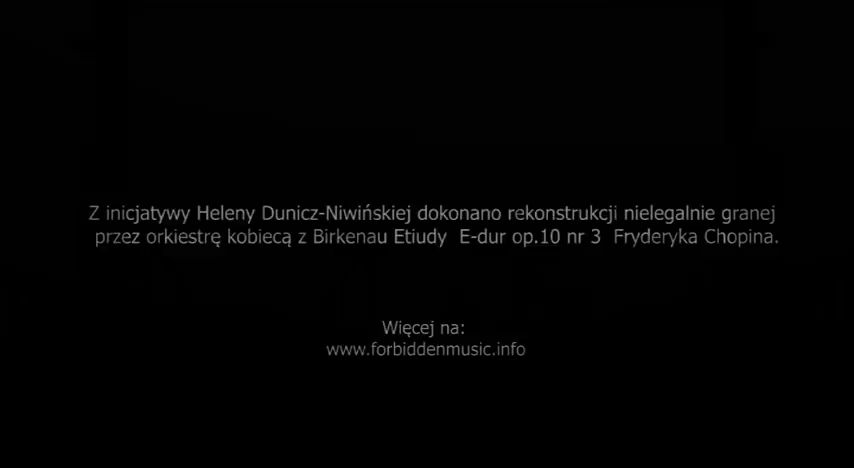 Z inicjatywy Heleny Dunicz-Niwińskiej dokonano rekonstrukcji nielegalnie granej
przez orkiestrę kobiecą z Birkenau Etiudy E-dur op.10 nr 3 Fryderyka Chopina.
Więcej na:
www.forbiddenmusic.info